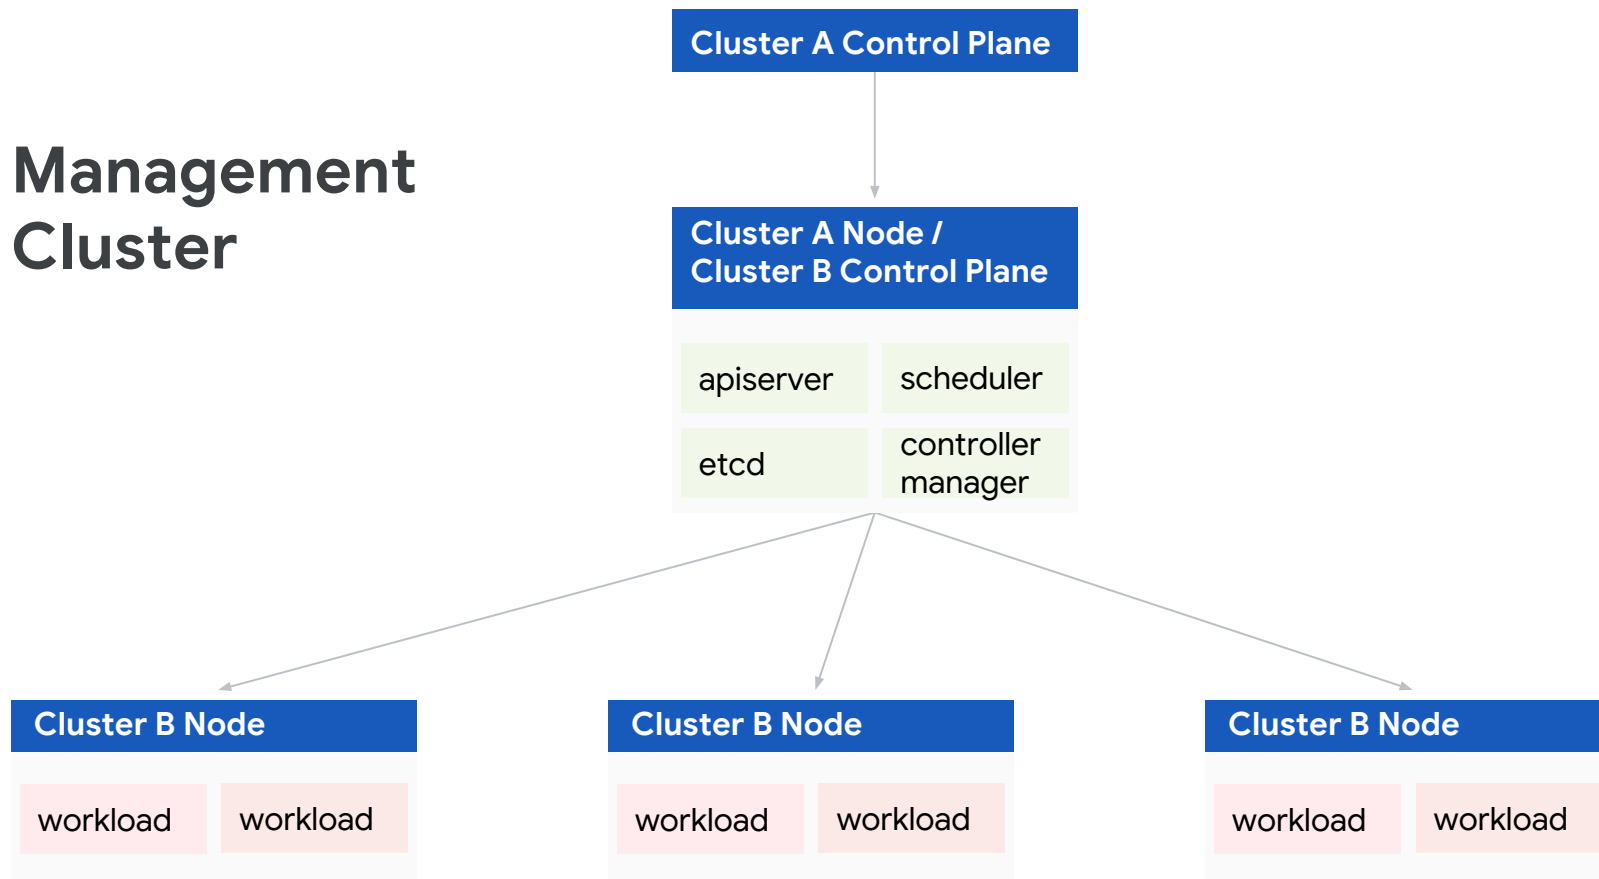 Cluster A Control Plane
Management
Cluster
Cluster A Node /
Cluster B Control Plane
apiserver
scheduler
etcd
controller
manager
Cluster B Node
workload
workload
Cluster B Node
workload
workload
Cluster B Node
workload
workload